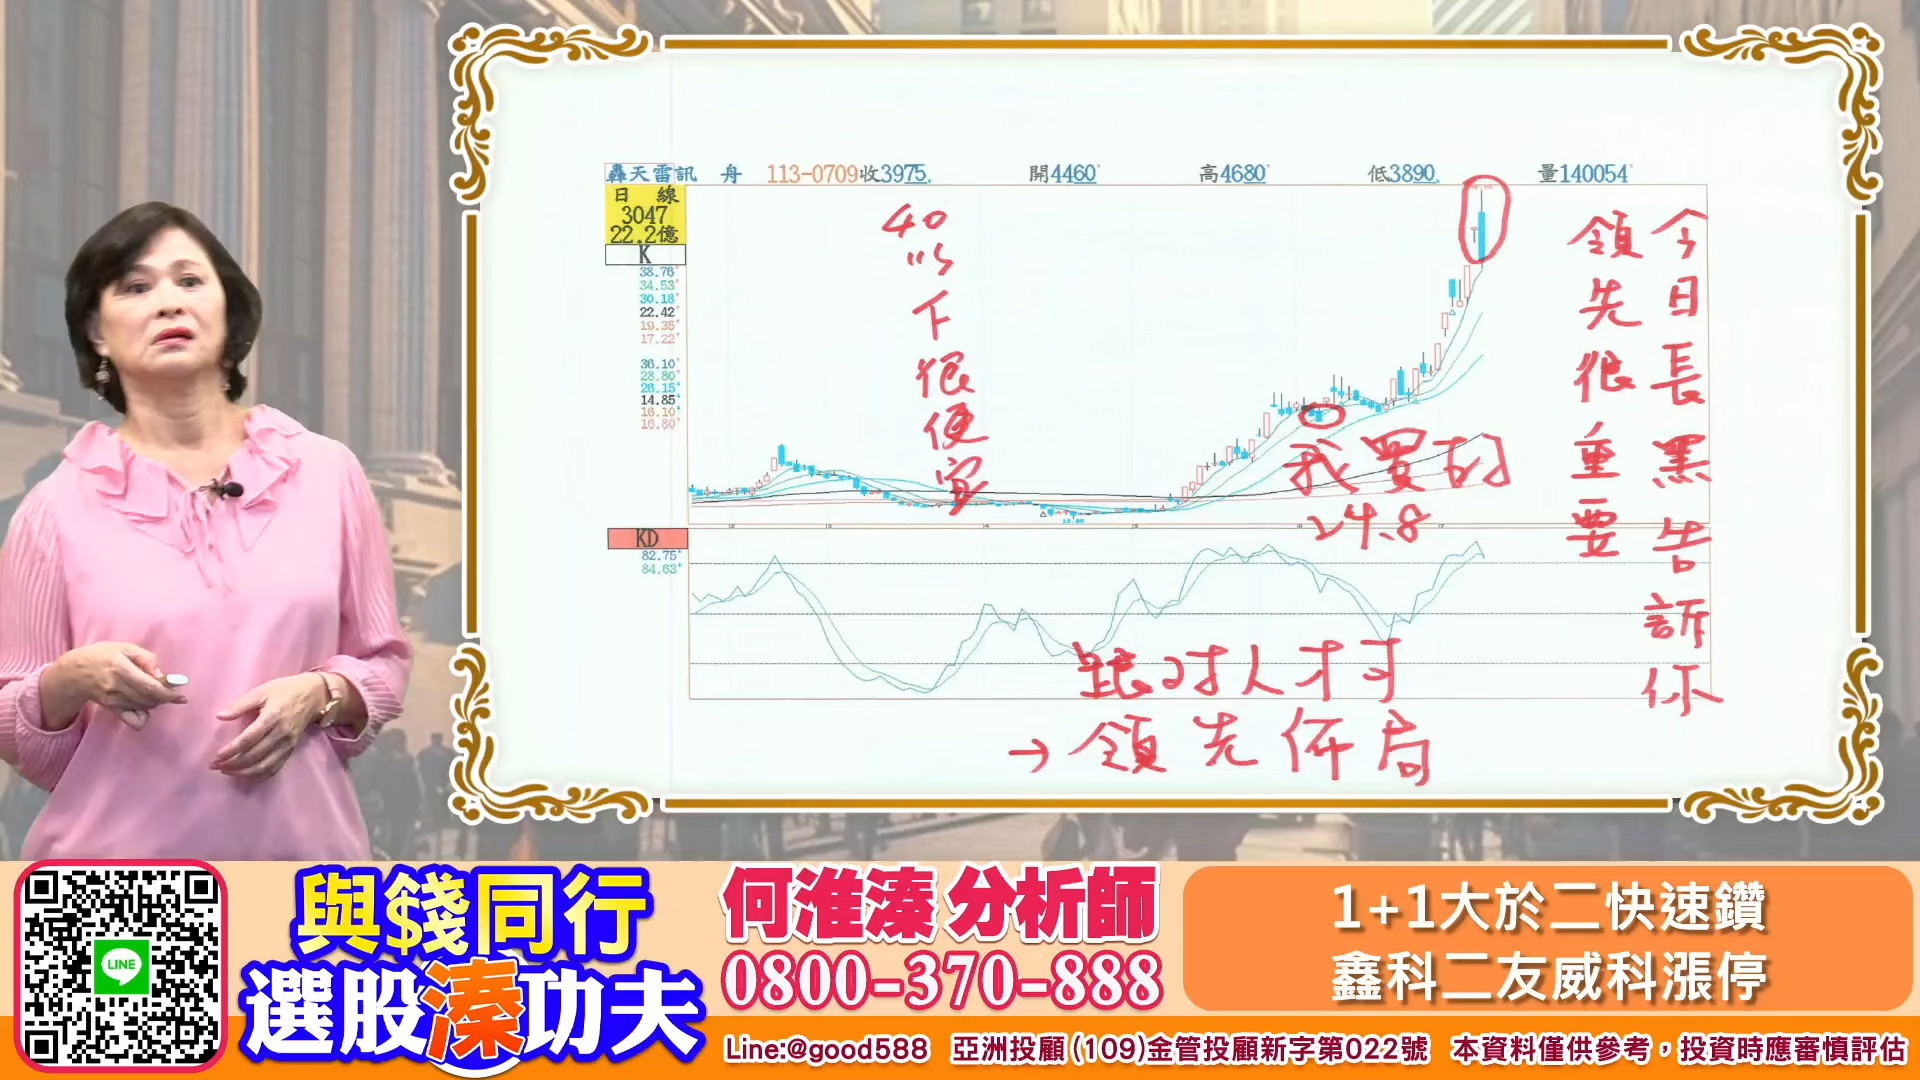 轟天雷訊 舟 113-0709收3975. 開4460 高4680 低3890. 量140054
日 線
3047
22.2億
K
38.76
34.53
30.18
22.42
19.35
17.22
36.10
28.80
26.15
14.85
16.10
16.80
KD
82.75
84.63
40以下很便宜
我買的
24.8
今日長黑告訴你
領先很重要
跟对人才可
→領先佈局
LINE
與錢同行
選股溱功夫
何淮溱 分析師
0800-370-888
1+1大於二快速鑽
鑫科二友威科漲停
Line:@good588 亞洲投顧(109)金管投顧新字第022號 本資料僅供參考，投資時應審慎評估